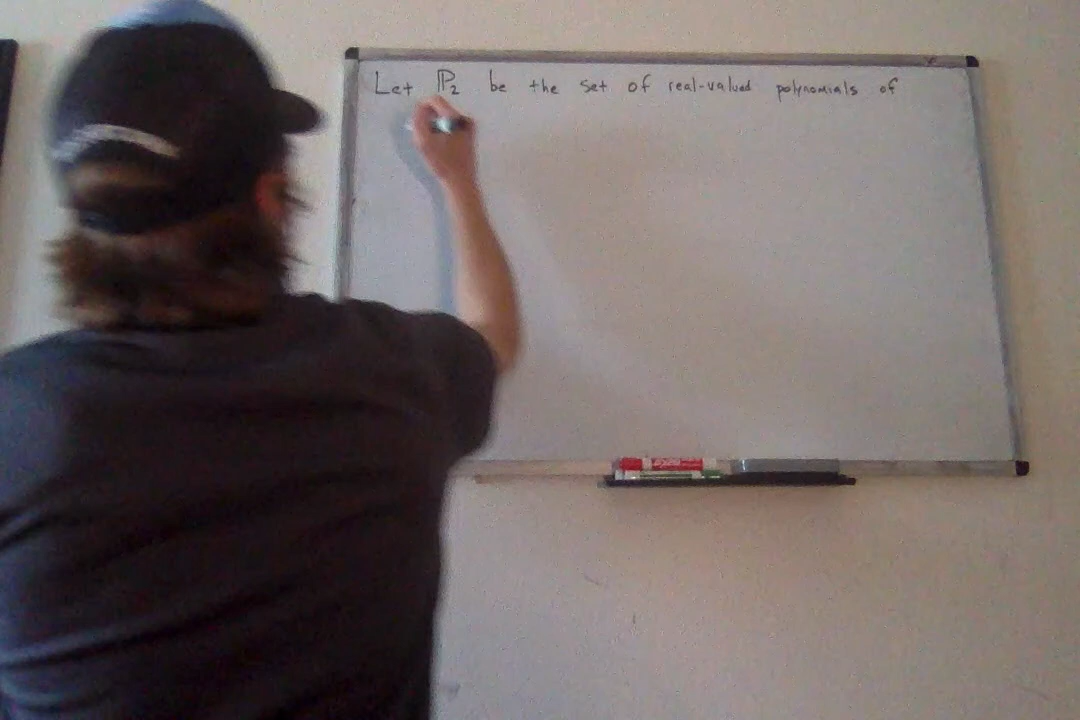 Let ℙ₂ be the set of real-valued polynomials of